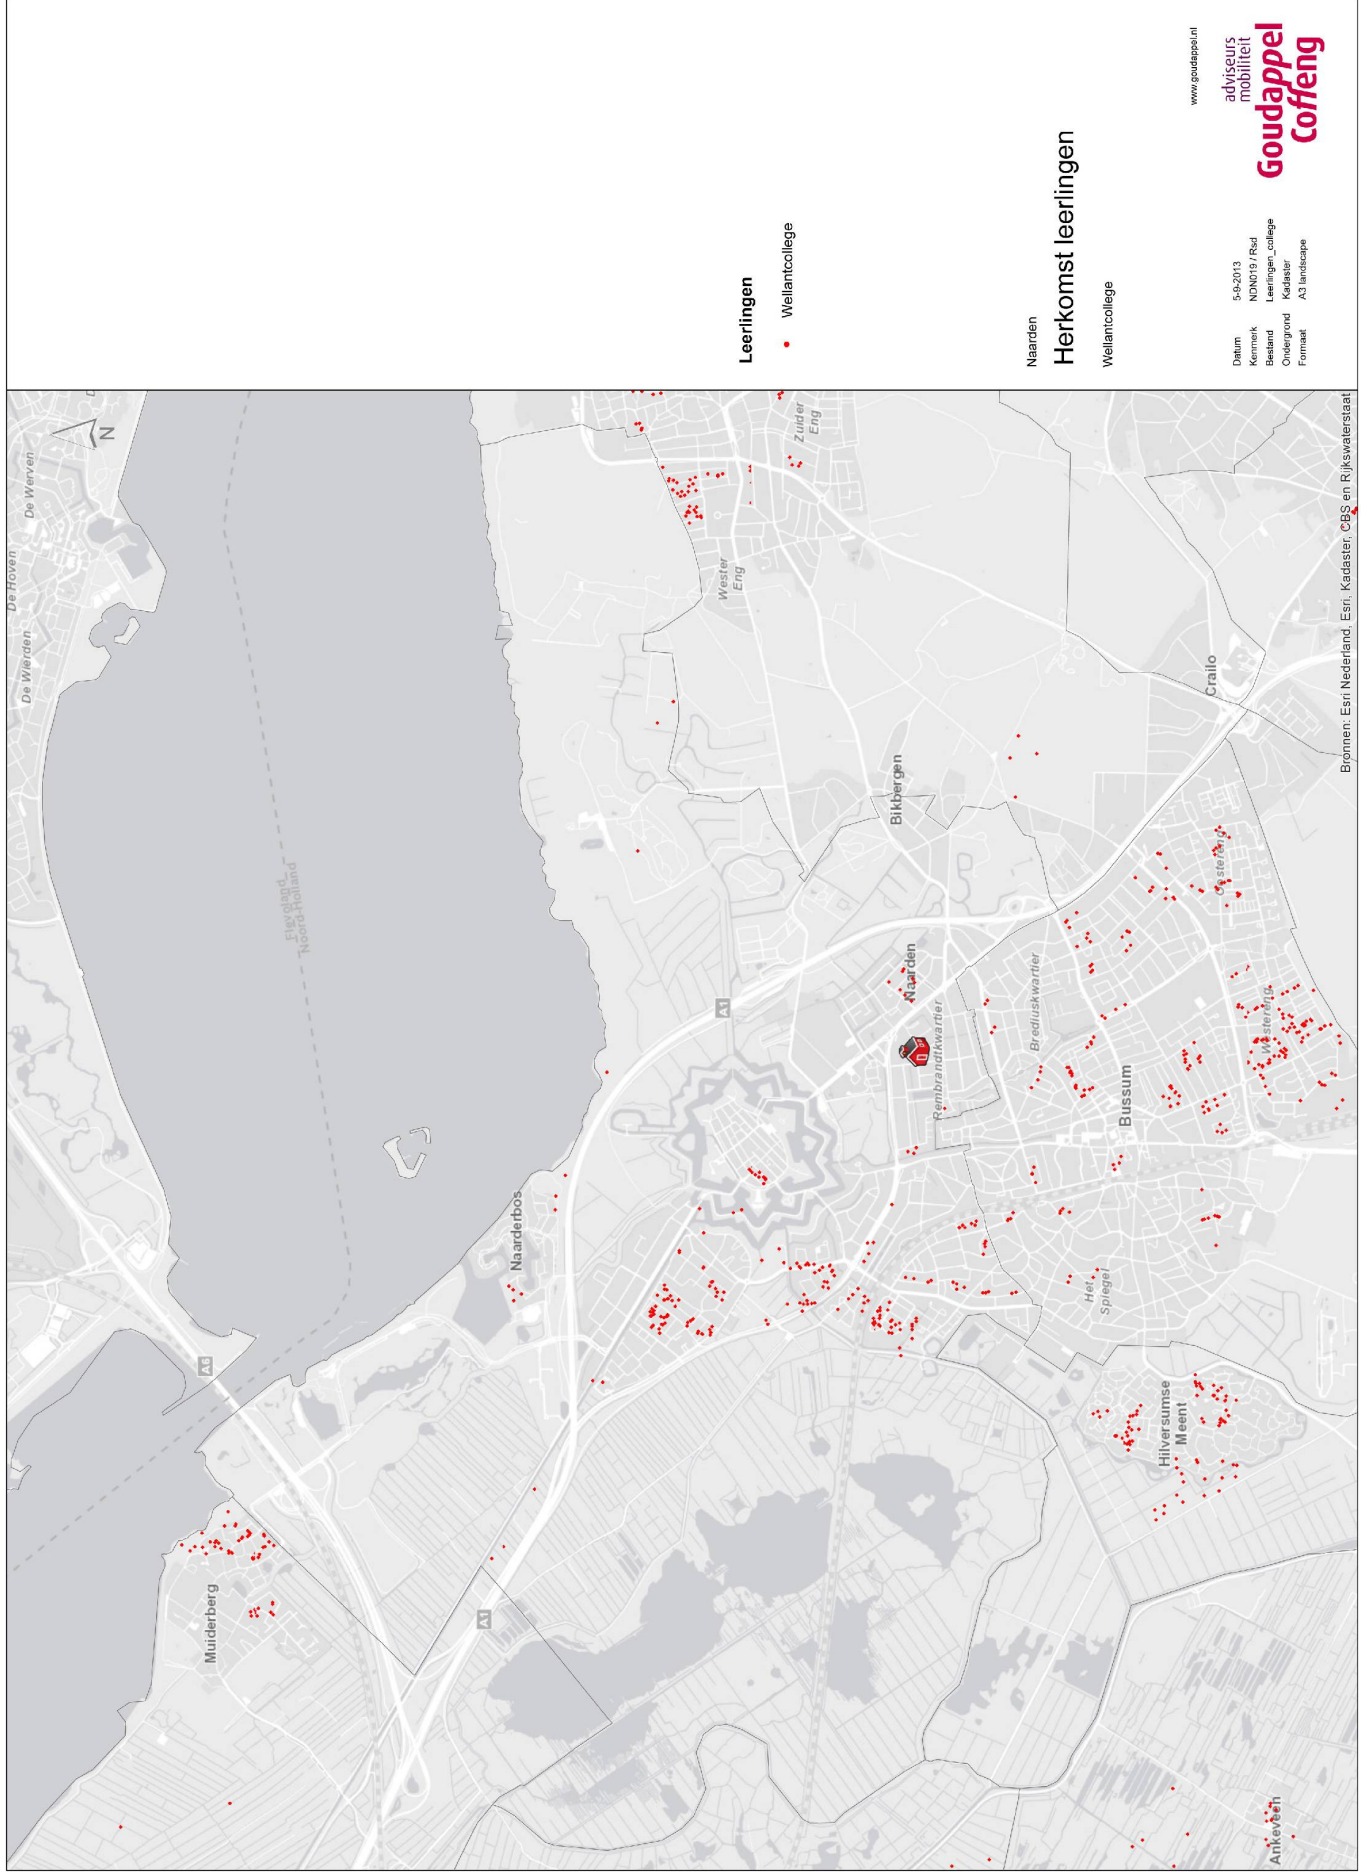 De Hoven
De Werven
De Wierden
D
N
Flevoland
Noord-Holland
A6
Muiderberg
A1
Naarderbos
A1
Wester
Eng
Zuider
Eng
Bikbergen
Crailo
Naarden
Rembrandtkwartier
Brediuskwartier
Bussum
Oostereng
Westereng
Het
Spiegel
Hilversumse
Meent
Ankeveen
Bronnen: Esri Nederland, Esri, Kadaster, CBS en Rijkswaterstaat
Leerlingen
Wellantcollege
Naarden
Herkomst leerlingen
Wellantcollege
Datum 5-9-2013
Kenmerk NDN019 / Rsd
Bestand Leerlingen_college
Ondergrond Kadaster
Formaat A3 landscape
www.goudappel.nl
adviseurs
mobiliteit
Goudappel
Coffeng